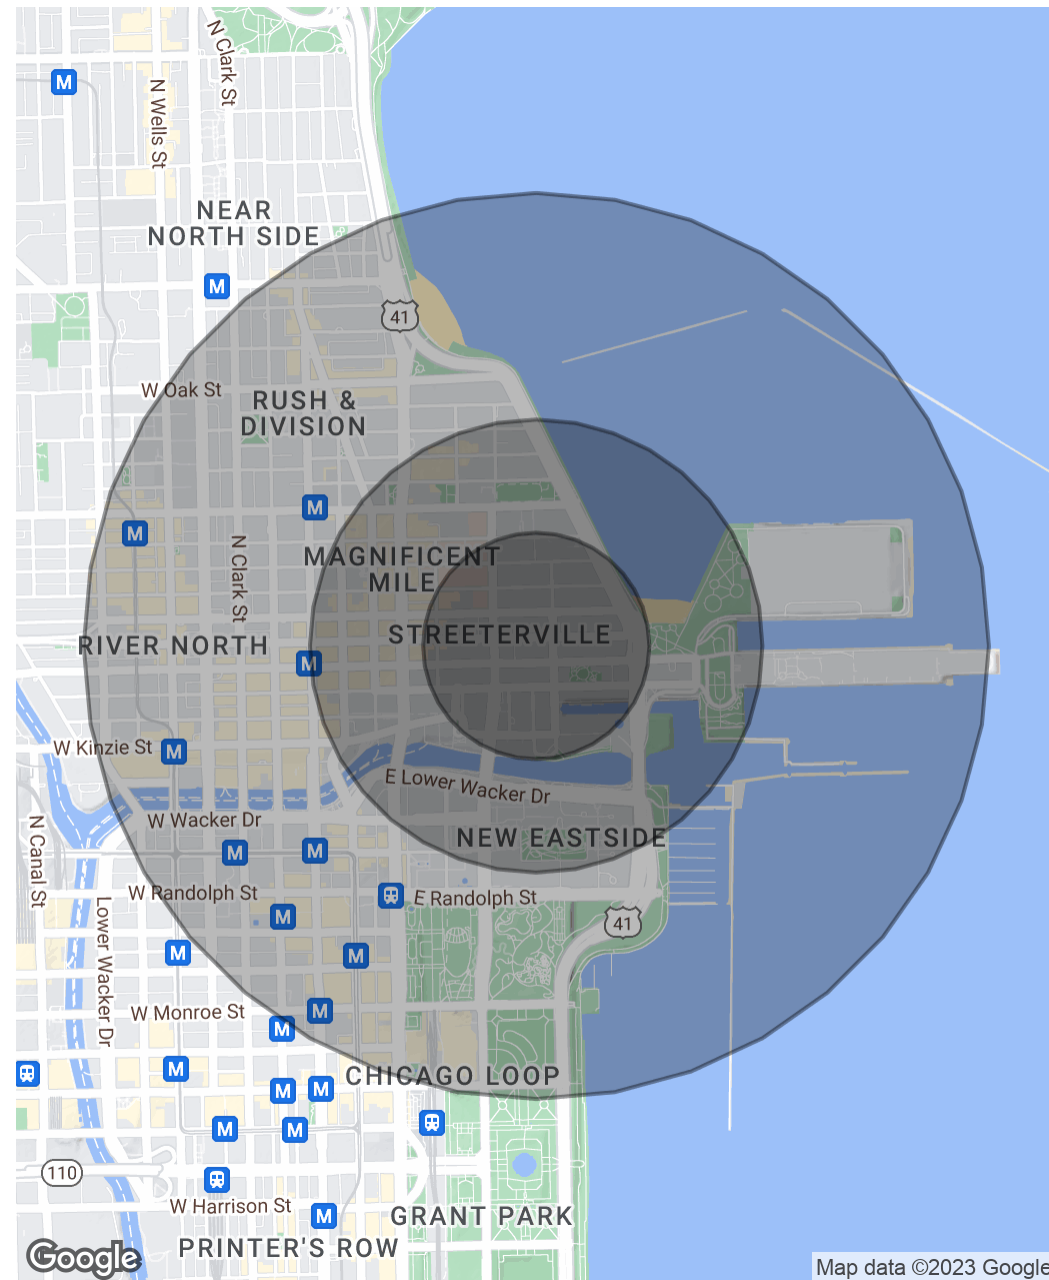 N Clark St
M
N Wells St
NEAR
NORTH SIDE
M
41
W Oak St
RUSH &
DIVISION
M
M
N Clark St
MAGNIFICENT
MILE
STREETERVILLE
RIVER NORTH
M
W Kinzie St
M
E Lower Wacker Dr
W Wacker Dr
N Canal St
NEW EASTSIDE
M
M
W Randolph St
E Randolph St
M
41
Lower Wacker Dr
M
M
W Monroe St
M
M
M
CHICAGO LOOP
M
M
M
M
110
W Harrison St
M
GRANT PARK
PRINTER'S ROW
Google
Map data ©2023 Google